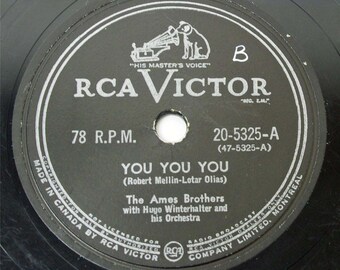 "HIS MASTER'S VOICE"
B
RCA VICTOR
78 R.P.M.
20-5325-A
(47-5325-A)
YOU YOU YOU
(Robert Mellin-Lotar Olias)
The Ames Brothers
with Hugo Winterhalter and
his Orchestra
MADE IN CANADA BY RCA VICTOR COMPANY LIMITED, MONTREAL
RCA